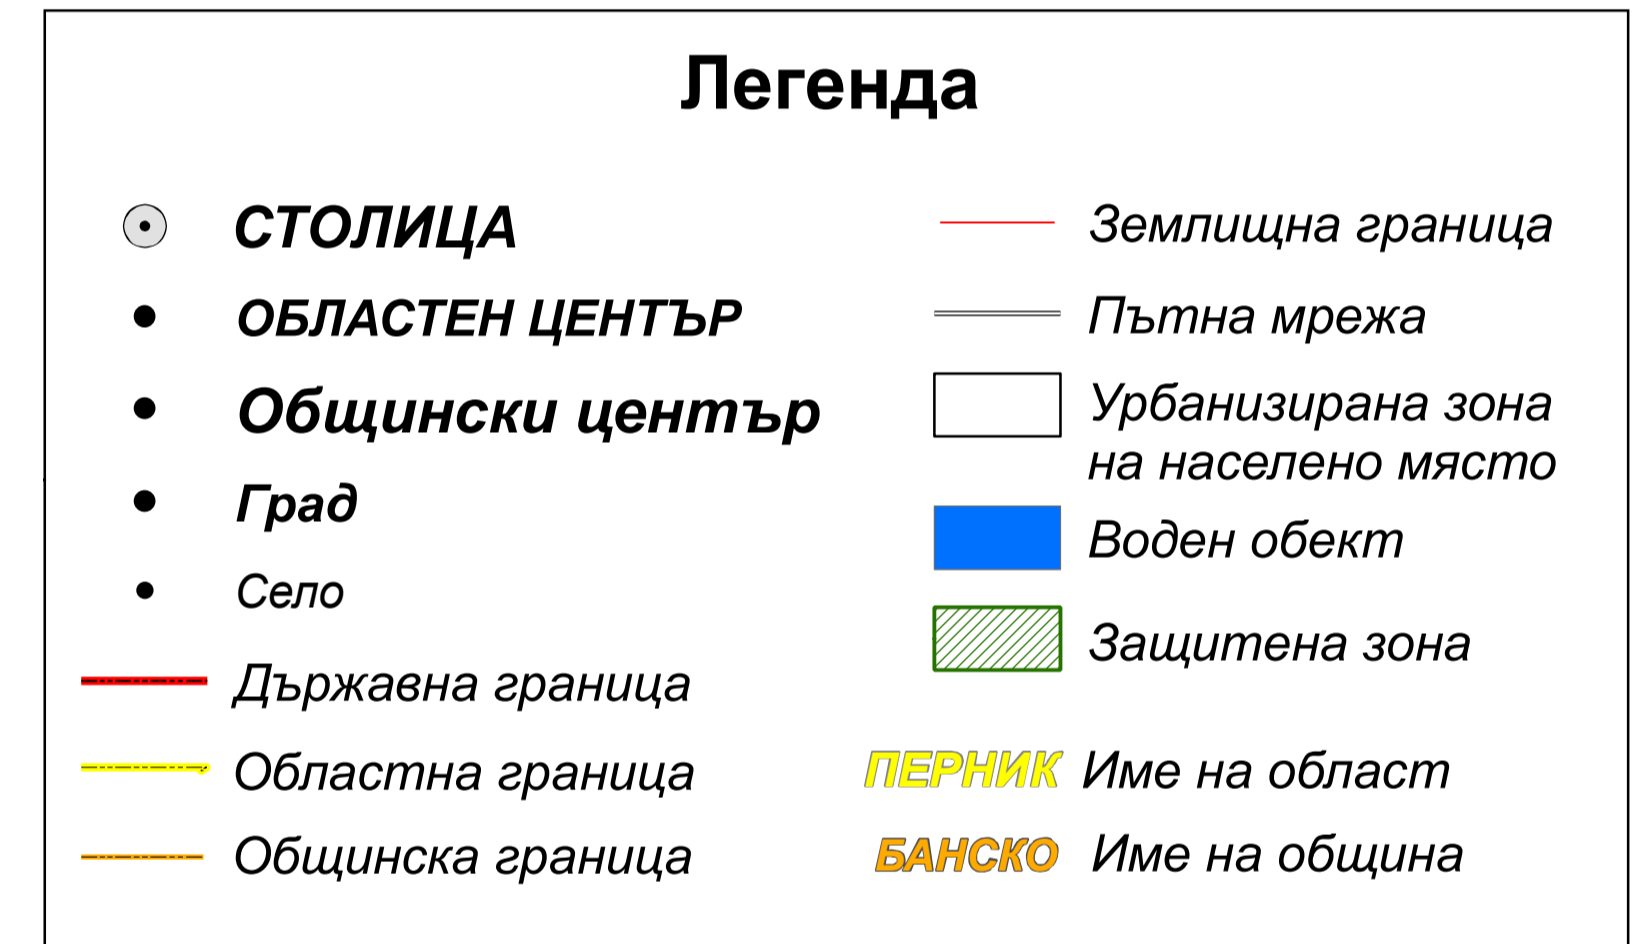 Легенда
СТОЛИЦА
ОБЛАСТЕН ЦЕНТЪР
Общински център
Град
Село
Държавна граница
Областна граница
Общинска граница
Землищна граница
Пътна мрежа
Урбанизирана зона
на населено място
Воден обект
Защитена зона
ПЕРНИК Име на област
БАНСКО Име на община